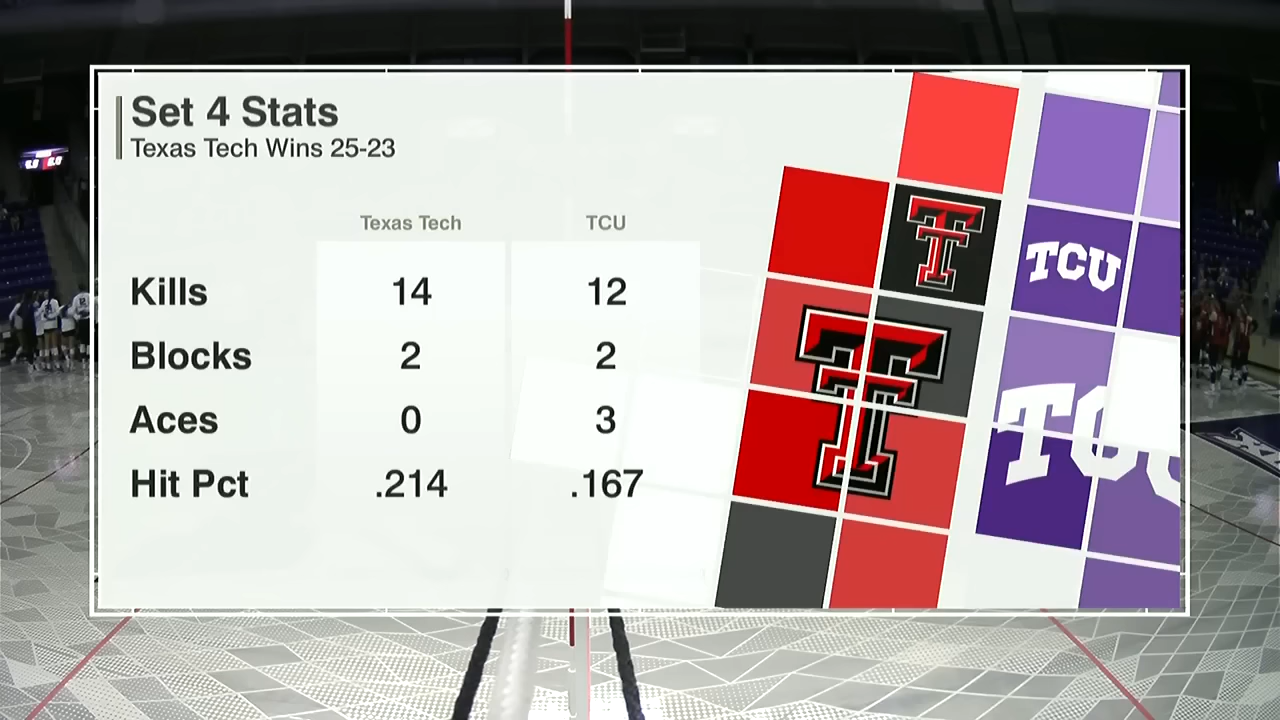 Set 4 Stats
Texas Tech Wins 25-23
Texas Tech TCU
Kills 14 12
Blocks 2 2
Aces 0 3
Hit Pct .214 .167
TCU
TCU